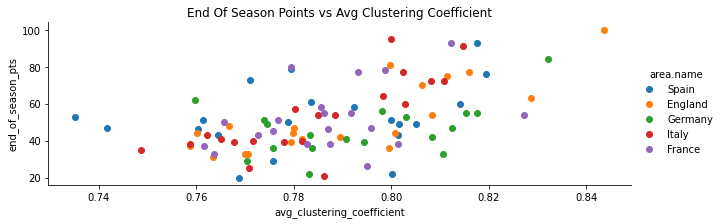 End Of Season Points vs Avg Clustering Coefficient
end_of_season_pts
100
80
60
40
20
0.74
0.76
0.78
0.80
0.82
0.84
avg_clustering_coefficient
area.name
Spain
England
Germany
Italy
France